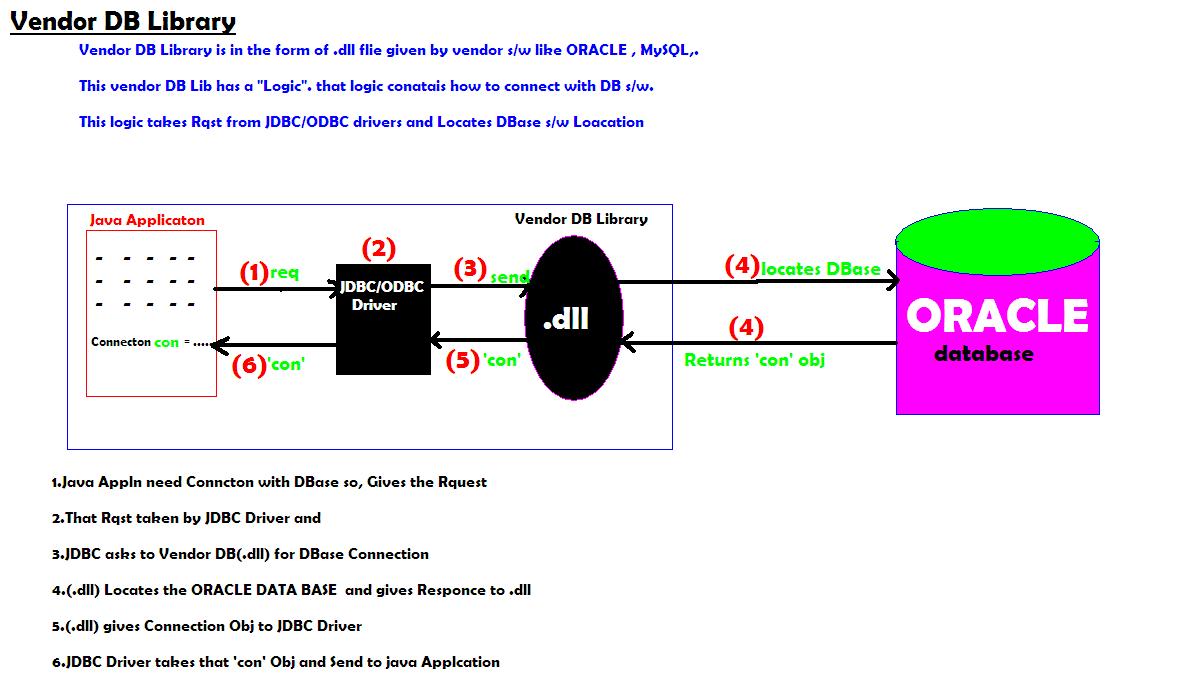 Vendor DB Library
Vendor DB Library is in the form of .dll flie given by vendor s/w like ORACLE , MySQL,.
This vendor DB Lib has a "Logic". that logic conatais how to connect with DB s/w.
This logic takes Rqst from JDBC/ODBC drivers and Locates DBase s/w Loacation
Java Applicaton
Vendor DB Library
(1) req
(2)
(3) send
(4) locates DBase
JDBC/ODBC
Driver
.dll
ORACLE
database
Connecton con = .....
(6) 'con'
(5) 'con'
(4)
Returns 'con' obj
1.Java Appln need Conncton with DBase so, Gives the Rquest
2.That Rqst taken by JDBC Driver and
3.JDBC asks to Vendor DB(.dll) for DBase Connection
4.(.dll) Locates the ORACLE DATA BASE  and gives Responce to .dll
5.(.dll) gives Connection Obj to JDBC Driver
6.JDBC Driver takes that 'con' Obj and Send to java Applcation